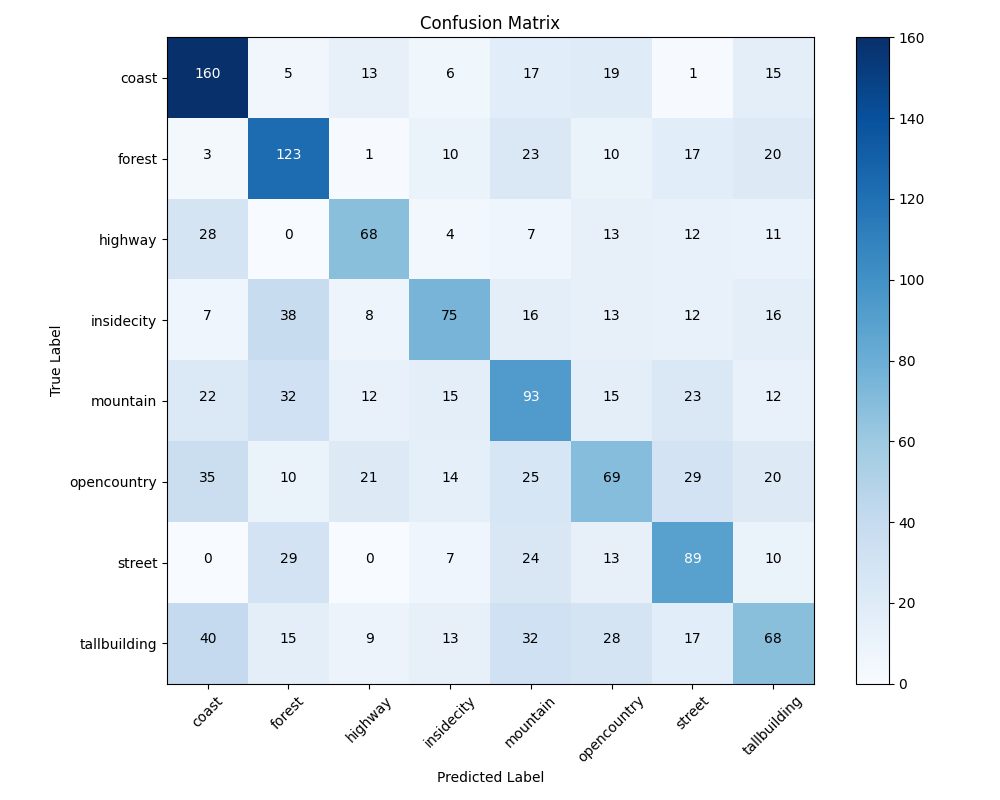 Confusion Matrix
coast 160 5 13 6 17 19 1 15
forest 3 123 1 10 23 10 17 20
highway 28 0 68 4 7 13 12 11
insidecity 7 38 8 75 16 13 12 16
mountain 22 32 12 15 93 15 23 12
opencountry 35 10 21 14 25 69 29 20
street 0 29 0 7 24 13 89 10
tallbuilding 40 15 9 13 32 28 17 68
coast forest highway insidecity mountain opencountry street tallbuilding
Predicted Label
True Label
160
140
120
100
80
60
40
20
0